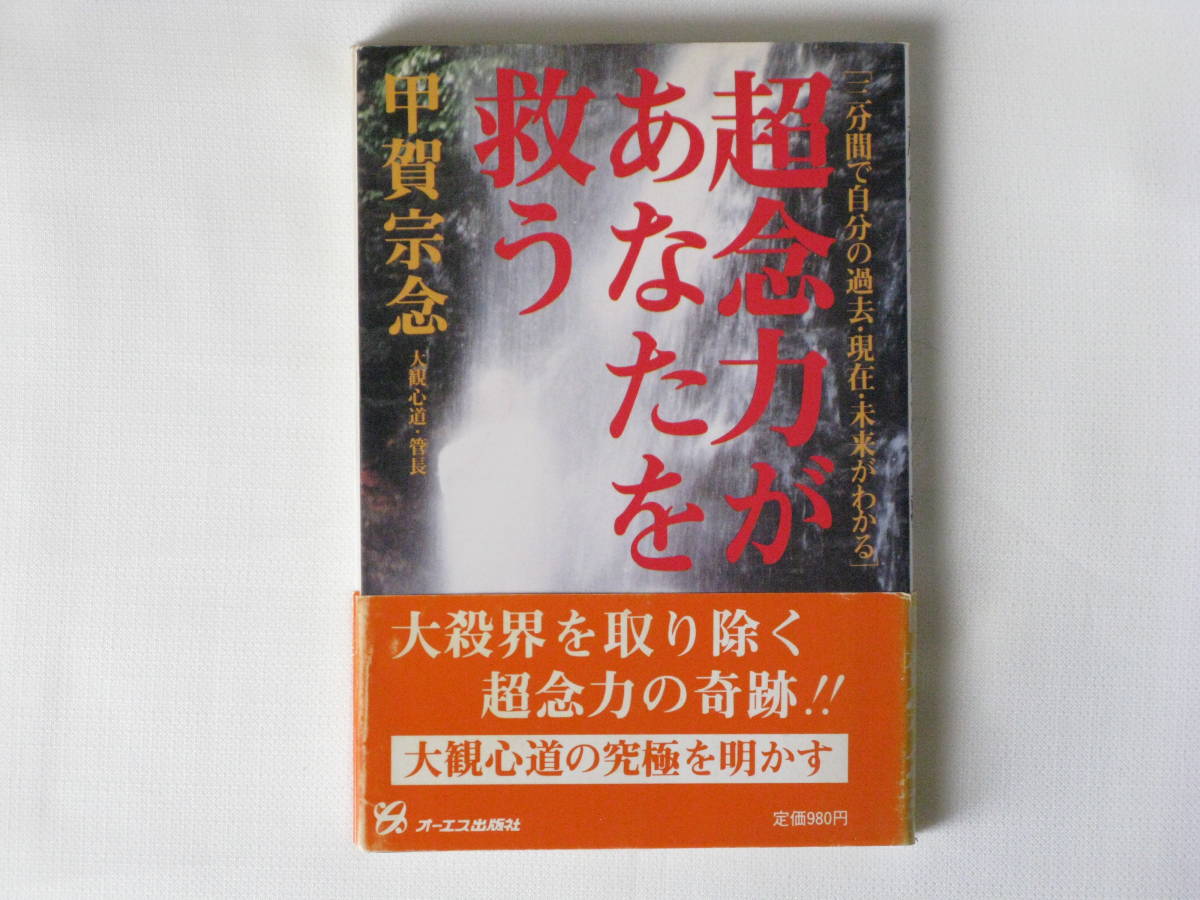 [三分間で自分の過去・現在・未来がわかる]
超念力が
あなたを
救う
甲賀宗念
大観心道・管長
大殺界を取り除く
超念力の奇跡!!
大観心道の究極を明かす
オーエス出版社
定価980円